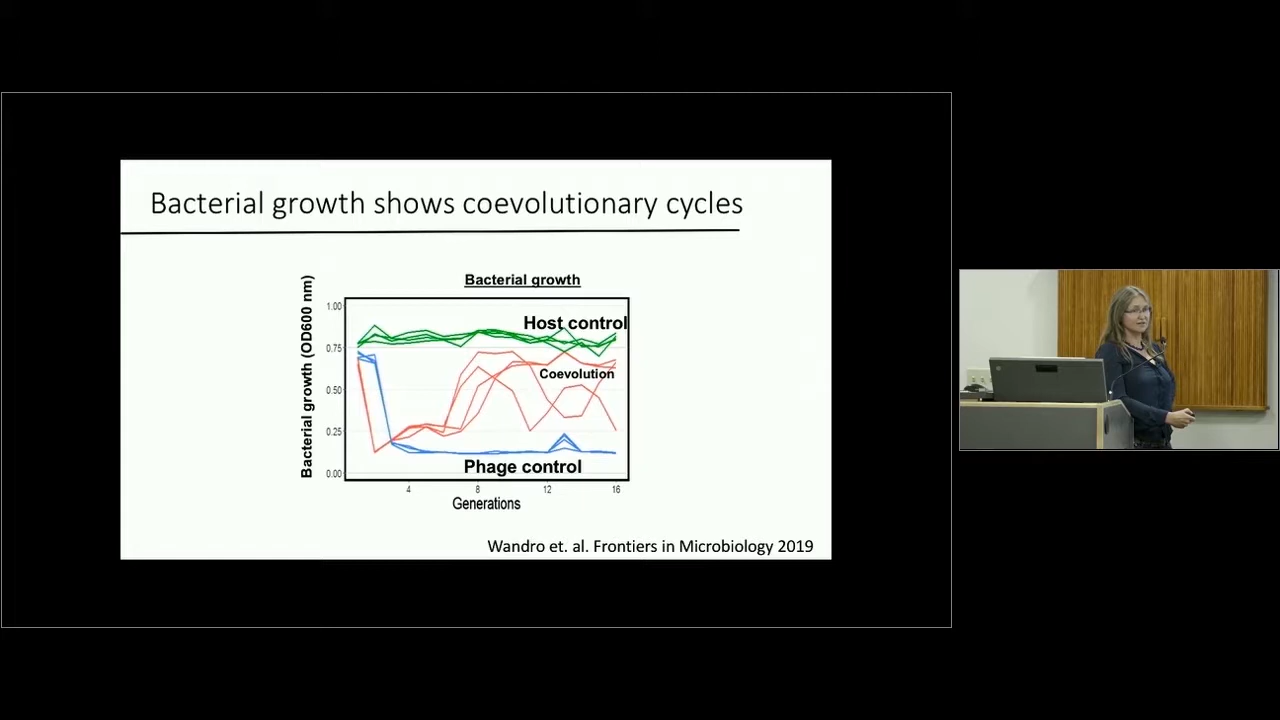 Bacterial growth shows coevolutionary cycles
Bacterial growth
Bacterial growth (OD600 nm)
1.00
0.75
0.50
0.25
0.00
Host control
Coevolution
Phage control
4
8
12
16
Generations
Wandro et. al. Frontiers in Microbiology 2019